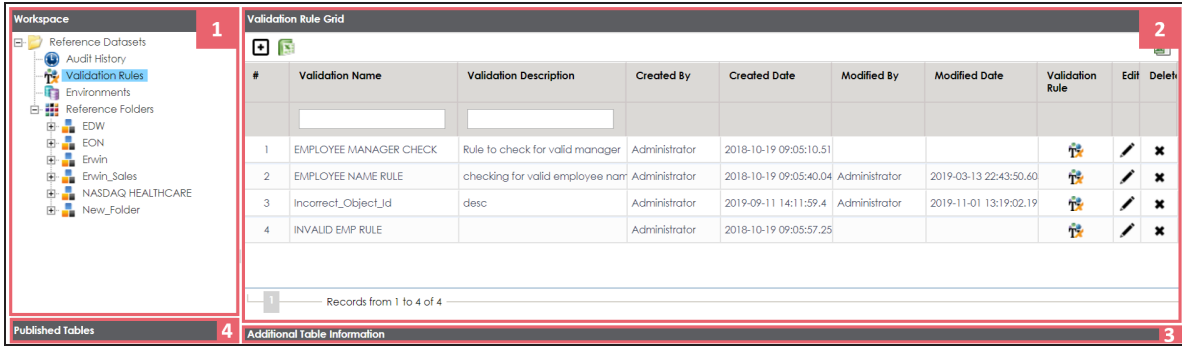 Workspace 1
Reference Datasets
Audit History
Validation Rules
Environments
Reference Folders
EDW
EON
Erwin
Erwin_Sales
NASDAQ HEALTHCARE
New_Folder
Validation Rule Grid 2
# Validation Name Validation Description Created By Created Date Modified By Modified Date Validation Rule Edit Delete
1 EMPLOYEE MANAGER CHECK Rule to check for valid manager Administrator 2018-10-19 09:05:10.51
2 EMPLOYEE NAME RULE checking for valid employee nam Administrator 2018-10-19 09:05:40.04 Administrator 2019-03-13 22:43:50.60
3 Incorrect_Object_Id desc Administrator 2019-09-11 14:11:59.4 Administrator 2019-11-01 13:19:02.19
4 INVALID EMP RULE Administrator 2018-10-19 09:05:57.25
1 Records from 1 to 4 of 4
Published Tables 4
Additional Table Information 3